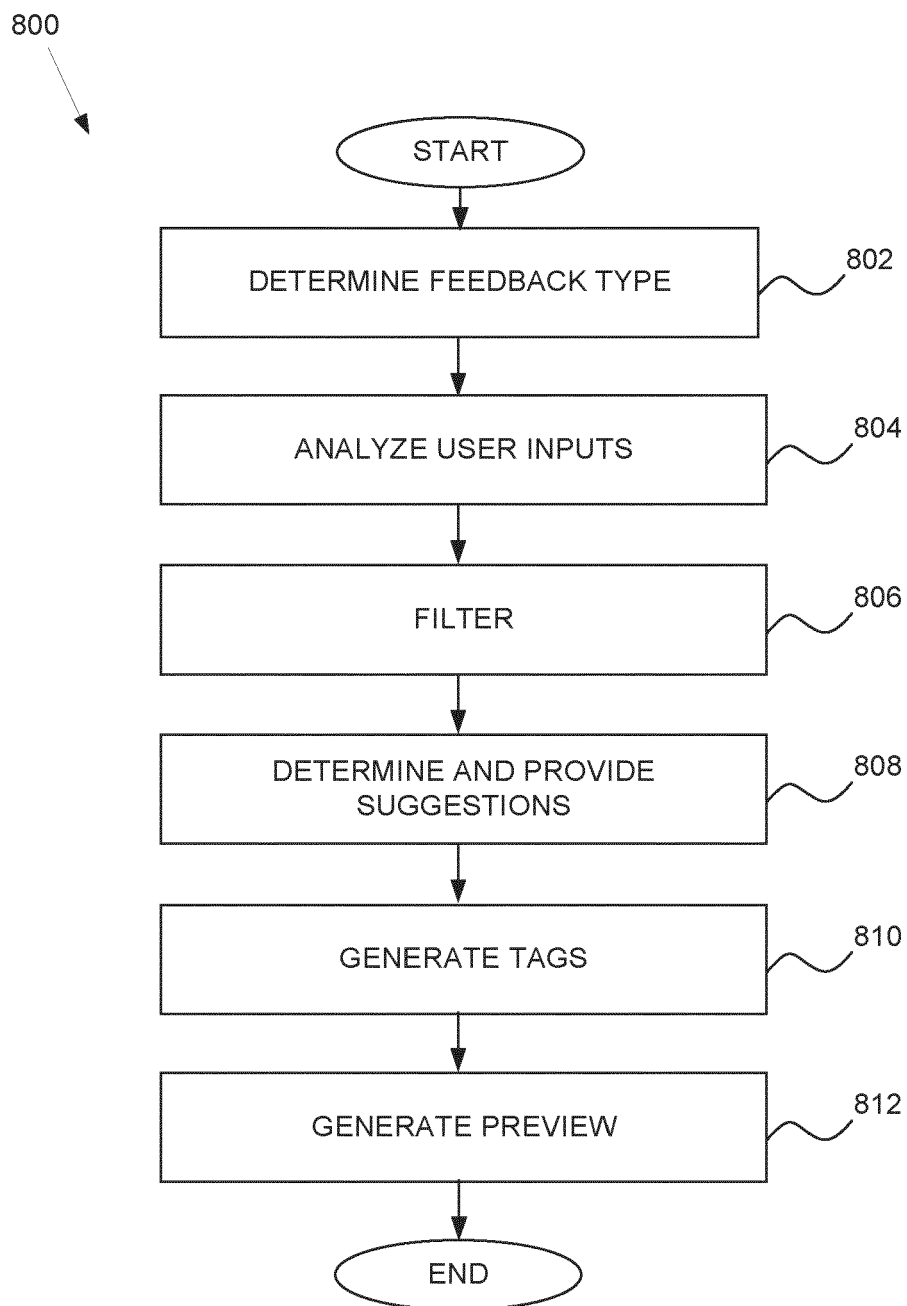 800
START
DETERMINE FEEDBACK TYPE
802
ANALYZE USER INPUTS
804
FILTER
806
DETERMINE AND PROVIDE
SUGGESTIONS
808
GENERATE TAGS
810
GENERATE PREVIEW
812
END